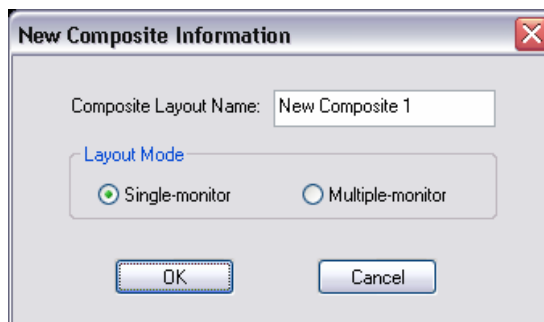 New Composite Information
Composite Layout Name: New Composite 1
Layout Mode
Single-monitor Multiple-monitor
OK Cancel